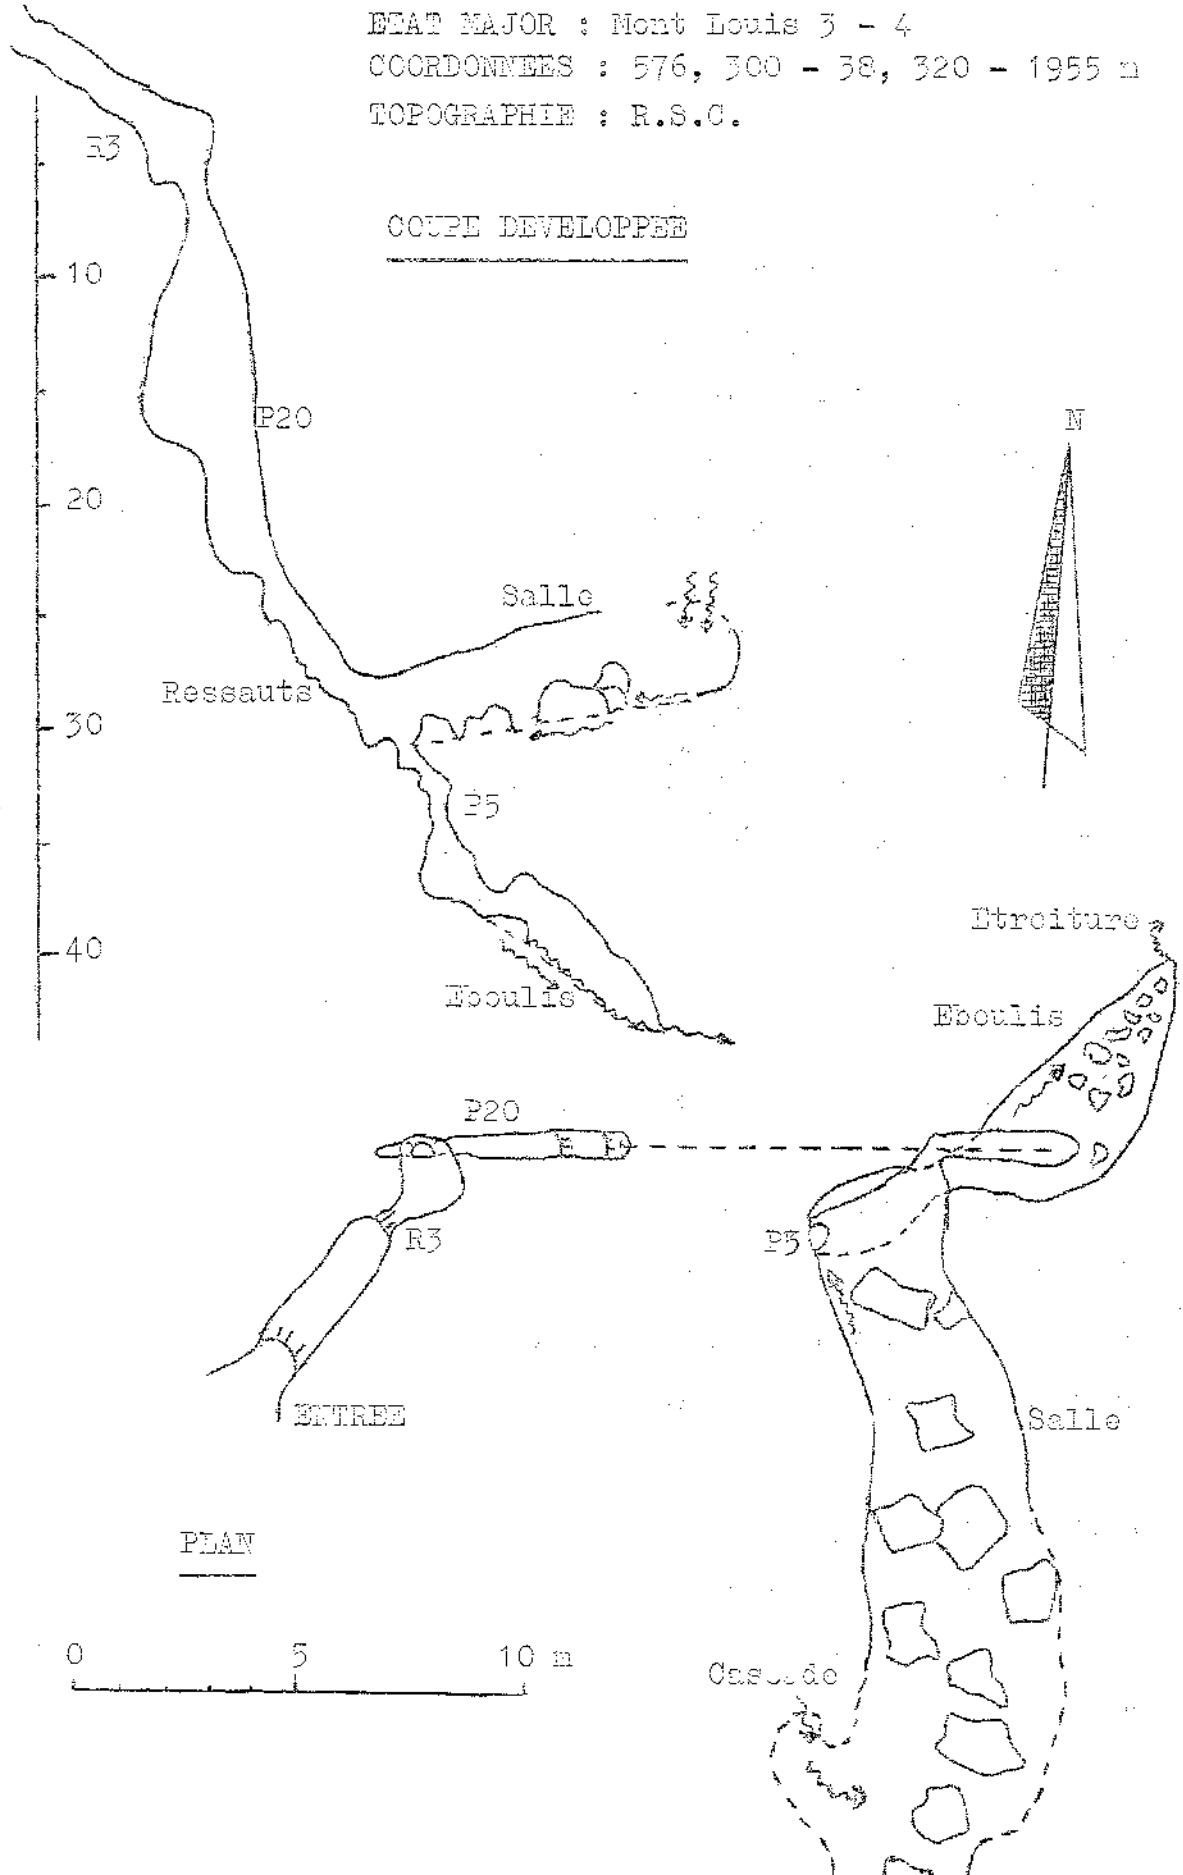 ETAT MAJOR : Mont Louis 3 - 4
COORDONNEES : 576, 300 - 38, 320 - 1955 m
TOPOGRAPHIE : R.S.C.
R3
COUPE DEVELOPPEE
10
P20
N
20
Salle
Ressauts
30
P5
Etroiture
40
Eboulis
Eboulis
P20
R3
P5
ENTREE
Salle
PLAN
0 5 10 m
Cascade